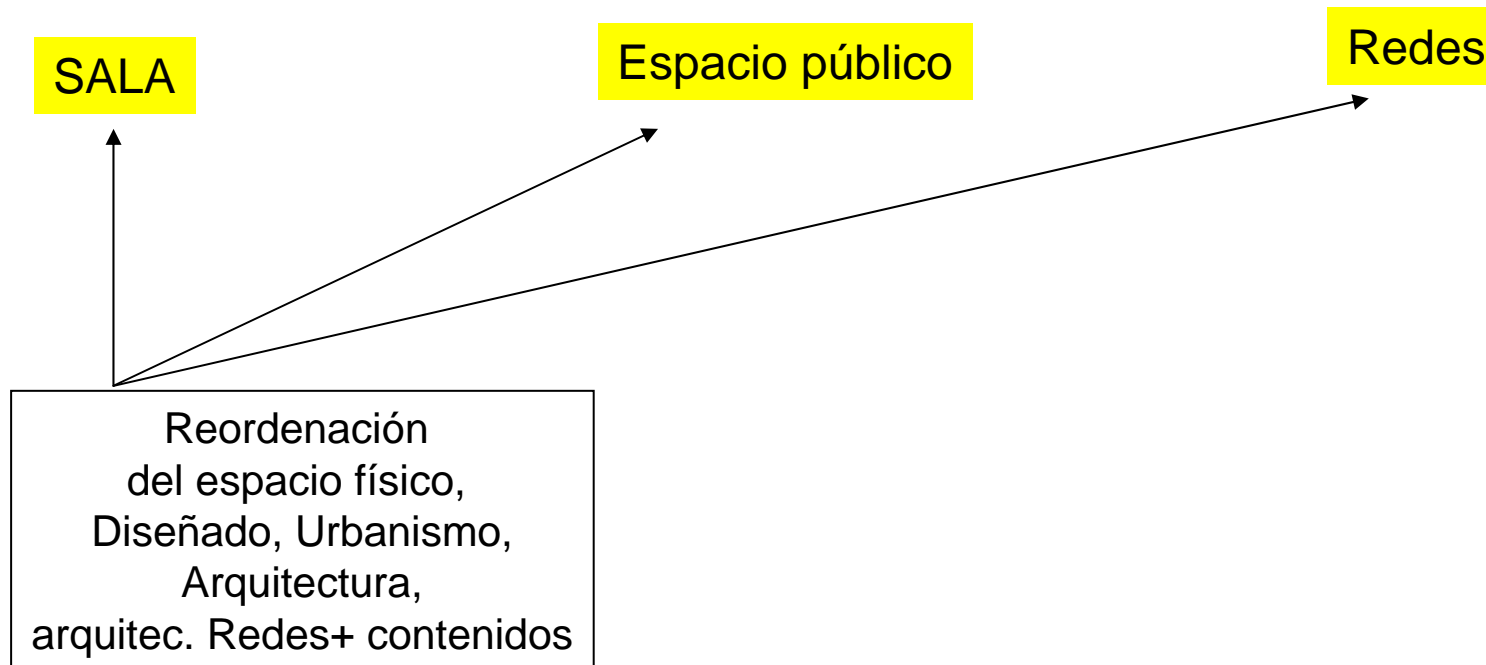 SALA
Espacio público
Redes
Reordenación
del espacio físico,
Diseñado, Urbanismo,
Arquitectura,
arquitec. Redes+ contenidos